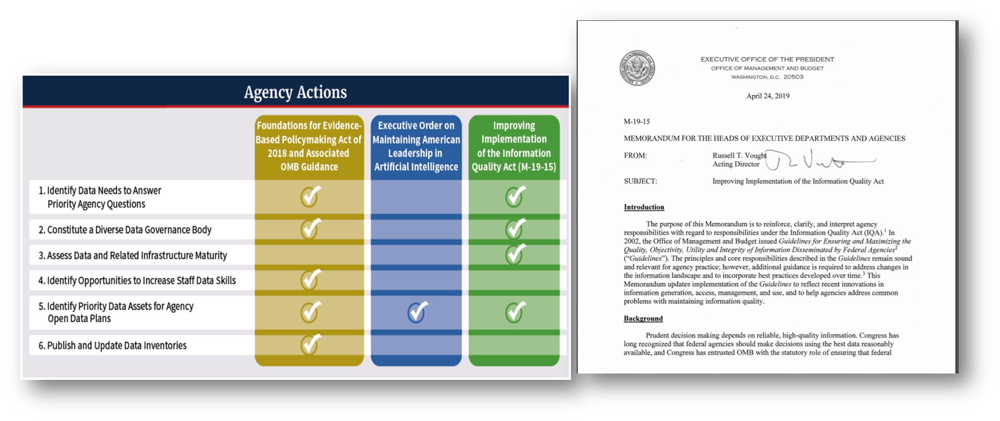 Agency Actions
Foundations for Evidence-
Based Policymaking Act of
2018 and Associated
OMB Guidance
Executive Order on
Maintaining American
Leadership in
Artificial Intelligence
Improving
Implementation
of the Information
Quality Act (M-19-15)
1. Identify Data Needs to Answer
Priority Agency Questions
2. Constitute a Diverse Data Governance Body
3. Assess Data and Related Infrastructure Maturity
4. Identify Opportunities to Increase Staff Data Skills
5. Identify Priority Data Assets for Agency
Open Data Plans
6. Publish and Update Data Inventories
EXECUTIVE OFFICE OF THE PRESIDENT
OFFICE OF MANAGEMENT AND BUDGET
WASHINGTON, D.C. 20503
April 24, 2019
M-19-15
MEMORANDUM FOR THE HEADS OF EXECUTIVE DEPARTMENTS AND AGENCIES
FROM: Russell T. Vought
Acting Director
SUBJECT: Improving Implementation of the Information Quality Act
Introduction
The purpose of this Memorandum is to reinforce, clarify, and interpret agency
responsibilities with regard to responsibilities under the Information Quality Act (IQA).1 In
2002, the Office of Management and Budget issued Guidelines for Ensuring and Maximizing the
Quality, Objectivity, Utility and Integrity of Information Disseminated by Federal Agencies2
(“Guidelines”). The principles and core responsibilities described in the Guidelines remain sound
and relevant for agency practice; however, additional guidance is required to address changes in
the information landscape and to incorporate best practices developed over time.3 This
Memorandum updates implementation of the Guidelines to reflect recent innovations in
information generation, access, management, and use, and to help agencies address common
problems with maintaining information quality.
Background
Prudent decision making depends on reliable, high-quality information. Congress has
long recognized that federal agencies should make decisions using the best data reasonably
available, and Congress has entrusted OMB with the statutory role of ensuring that federal